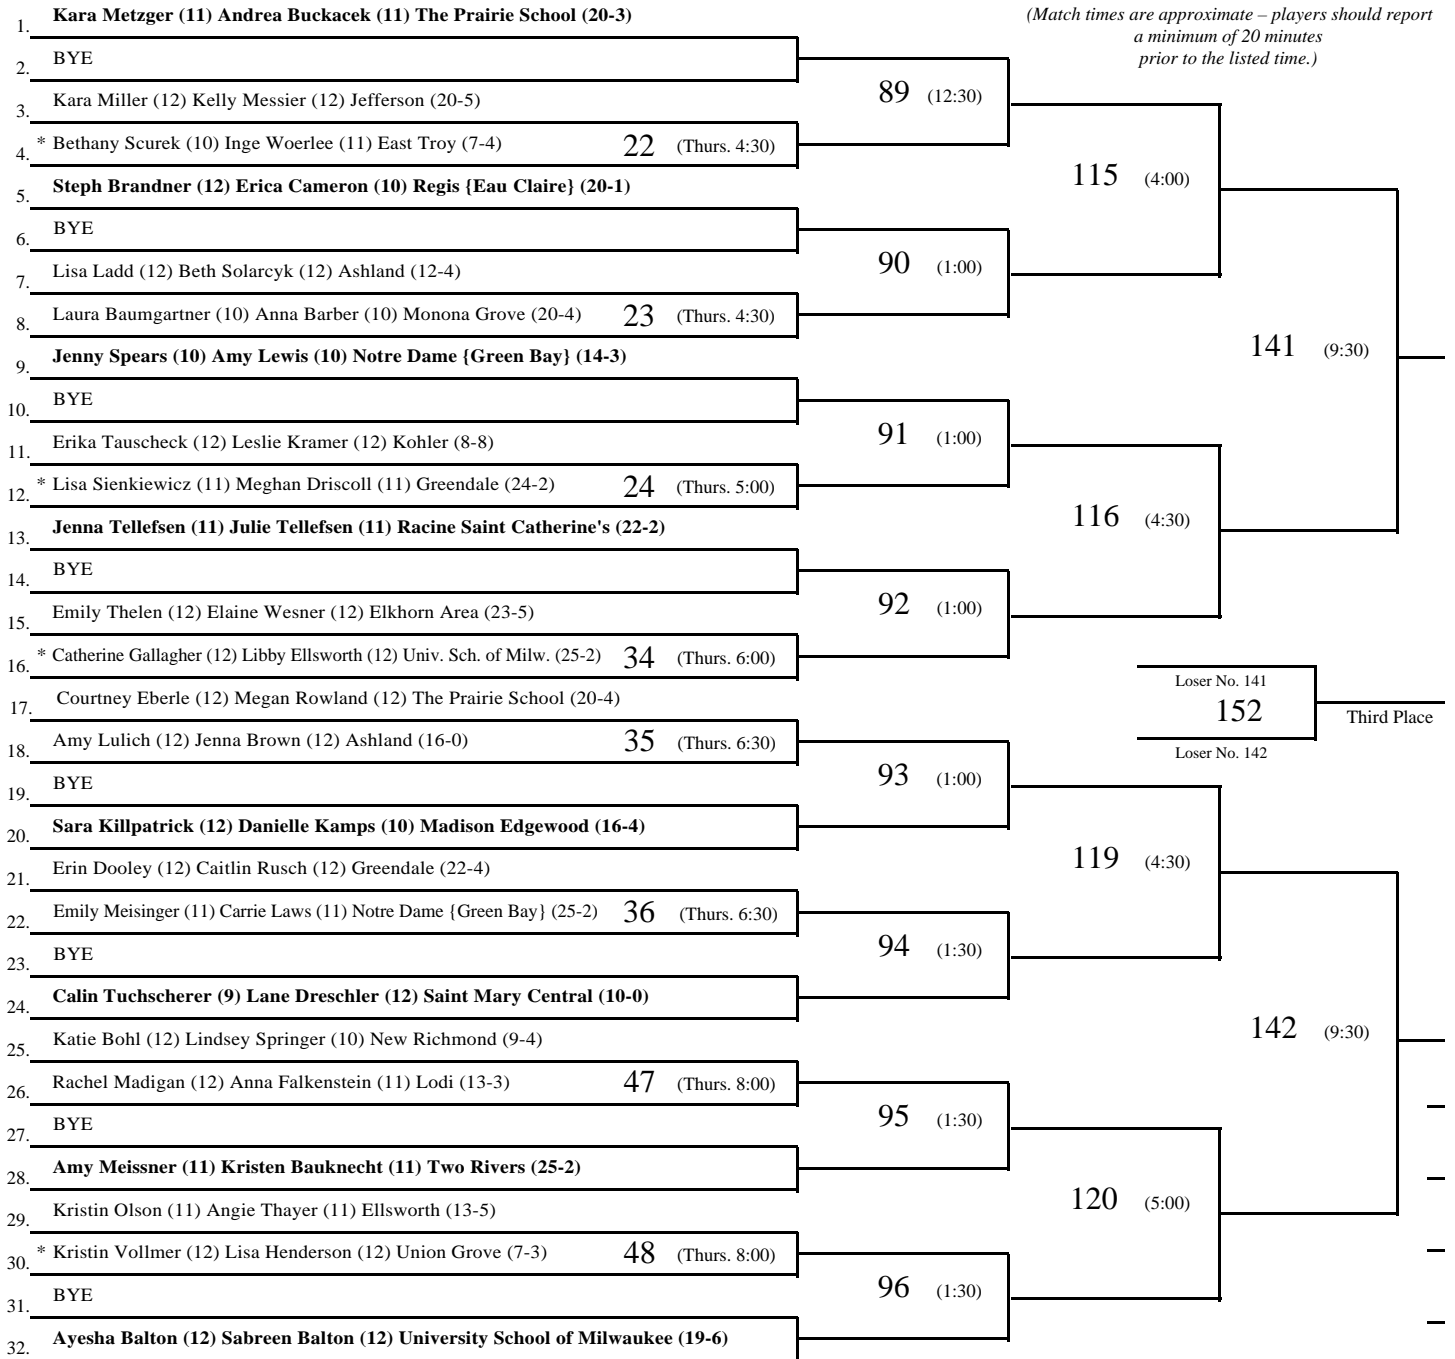 1. Kara Metzger (11) Andrea Buckacek (11) The Prairie School (20-3)
(Match times are approximate – players should report
a minimum of 20 minutes
prior to the listed time.)
2. BYE
89 (12:30)
3. Kara Miller (12) Kelly Messier (12) Jefferson (20-5)
4. * Bethany Scurek (10) Inge Woerlee (11) East Troy (7-4) 22 (Thurs. 4:30)
115 (4:00)
5. Steph Brandner (12) Erica Cameron (10) Regis {Eau Claire} (20-1)
6. BYE
90 (1:00)
7. Lisa Ladd (12) Beth Solarcyk (12) Ashland (12-4)
8. Laura Baumgartner (10) Anna Barber (10) Monona Grove (20-4) 23 (Thurs. 4:30)
141 (9:30)
9. Jenny Spears (10) Amy Lewis (10) Notre Dame {Green Bay} (14-3)
10. BYE
91 (1:00)
11. Erika Tauscheck (12) Leslie Kramer (12) Kohler (8-8)
12. * Lisa Sienkiewicz (11) Meghan Driscoll (11) Greendale (24-2) 24 (Thurs. 5:00)
116 (4:30)
13. Jenna Tellefsen (11) Julie Tellefsen (11) Racine Saint Catherine's (22-2)
14. BYE
92 (1:00)
15. Emily Thelen (12) Elaine Wesner (12) Elkhorn Area (23-5)
16. * Catherine Gallagher (12) Libby Ellsworth (12) Univ. Sch. of Milw. (25-2) 34 (Thurs. 6:00)
Loser No. 141
152 Third Place
Loser No. 142
17. Courtney Eberle (12) Megan Rowland (12) The Prairie School (20-4)
18. Amy Lulich (12) Jenna Brown (12) Ashland (16-0) 35 (Thurs. 6:30)
93 (1:00)
19. BYE
20. Sara Killpatrick (12) Danielle Kamps (10) Madison Edgewood (16-4)
119 (4:30)
21. Erin Dooley (12) Caitlin Rusch (12) Greendale (22-4)
22. Emily Meisinger (11) Carrie Laws (11) Notre Dame {Green Bay} (25-2) 36 (Thurs. 6:30)
94 (1:30)
23. BYE
24. Calin Tuchscherer (9) Lane Dreschler (12) Saint Mary Central (10-0)
142 (9:30)
25. Katie Bohl (12) Lindsey Springer (10) New Richmond (9-4)
26. Rachel Madigan (12) Anna Falkenstein (11) Lodi (13-3) 47 (Thurs. 8:00)
95 (1:30)
27. BYE
28. Amy Meissner (11) Kristen Bauknecht (11) Two Rivers (25-2)
120 (5:00)
29. Kristin Olson (11) Angie Thayer (11) Ellsworth (13-5)
30. * Kristin Vollmer (12) Lisa Henderson (12) Union Grove (7-3) 48 (Thurs. 8:00)
96 (1:30)
31. BYE
32. Ayesha Balton (12) Sabreen Balton (12) University School of Milwaukee (19-6)